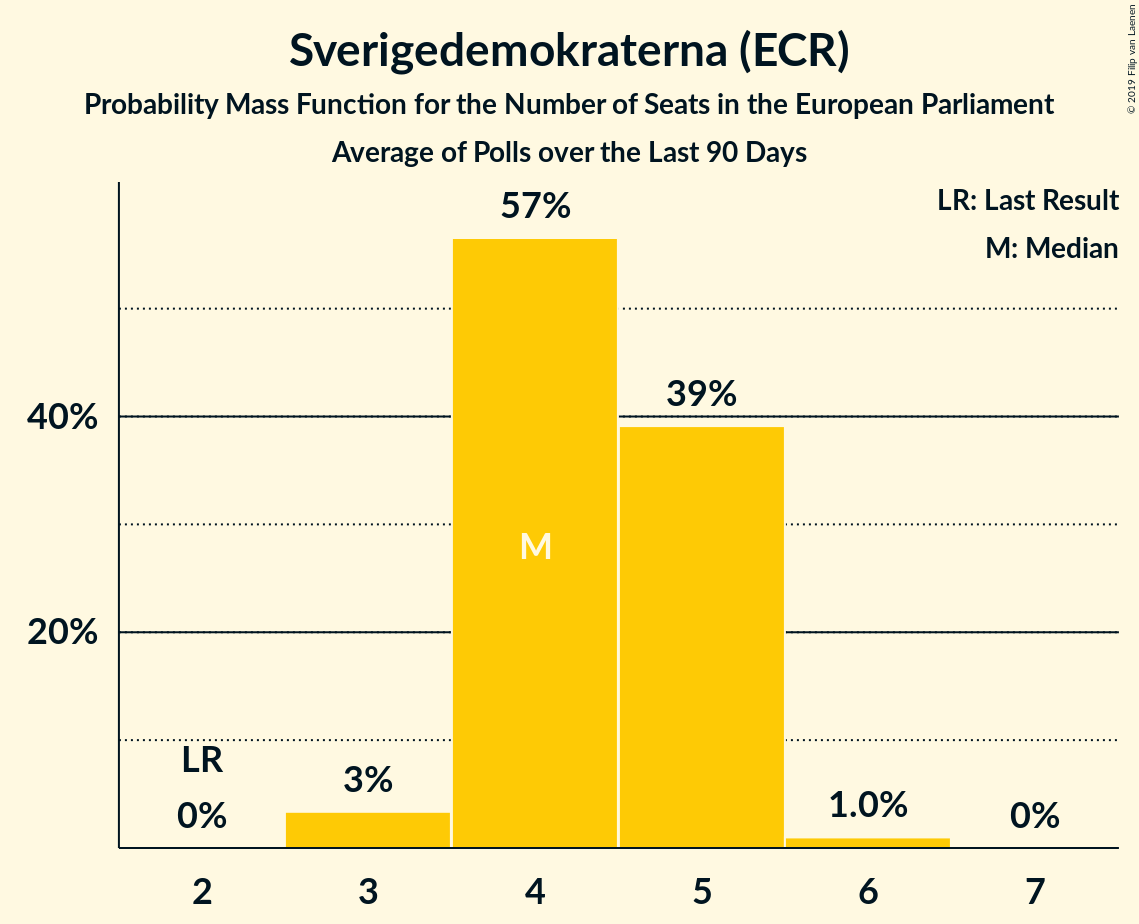 Sverigedemokraterna (ECR)
Probability Mass Function for the Number of Seats in the European Parliament
Average of Polls over the Last 90 Days
© 2019 Filip van Laenen
LR: Last Result
M: Median
57%
39%
40%
M
20%
LR
3%
1.0%
0%
0%
2 3 4 5 6 7